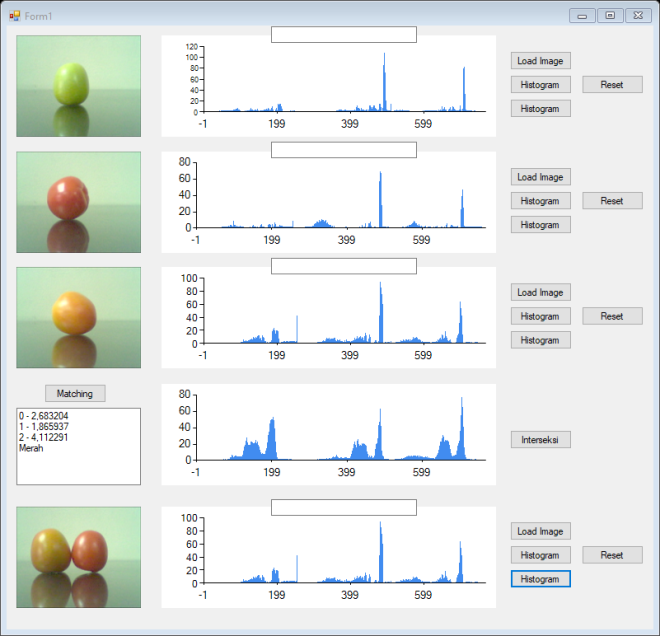 Form1
120
100
80
60
40
20
0
-1 199 399 599
Load Image
Histogram Reset
Histogram
80
60
40
20
0
-1 199 399 599
Load Image
Histogram Reset
Histogram
100
80
60
40
20
0
-1 199 399 599
Load Image
Histogram Reset
Histogram
Matching
0 - 2,683204
1 - 1,865937
2 - 4,112291
Merah
80
60
40
20
0
-1 199 399 599
Interseksi
100
80
60
40
20
0
-1 199 399 599
Load Image
Histogram Reset
Histogram